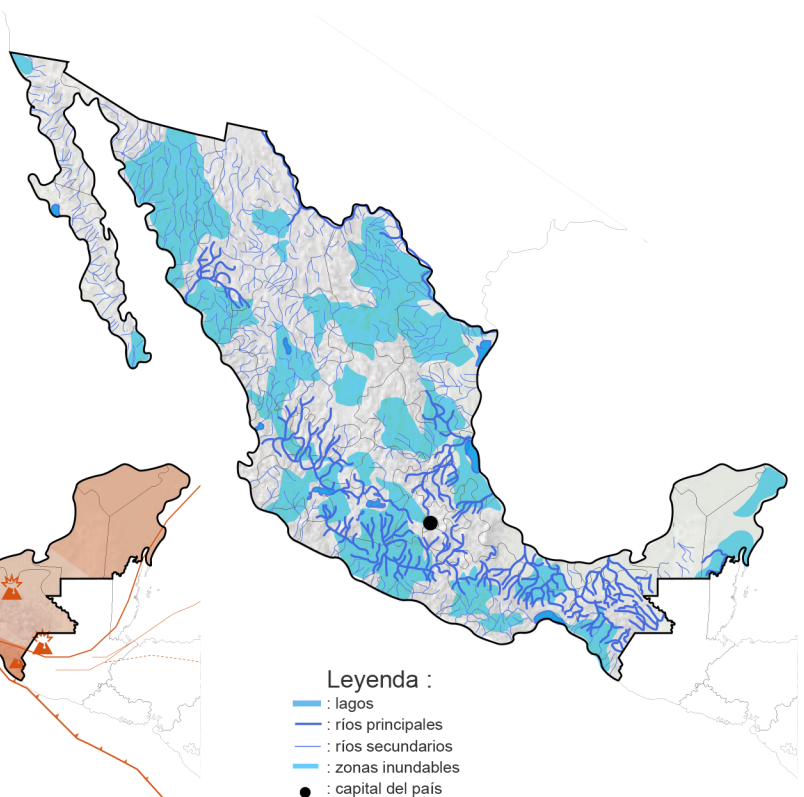 Leyenda :
: lagos
: ríos principales
: ríos secundarios
: zonas inundables
: capital del país